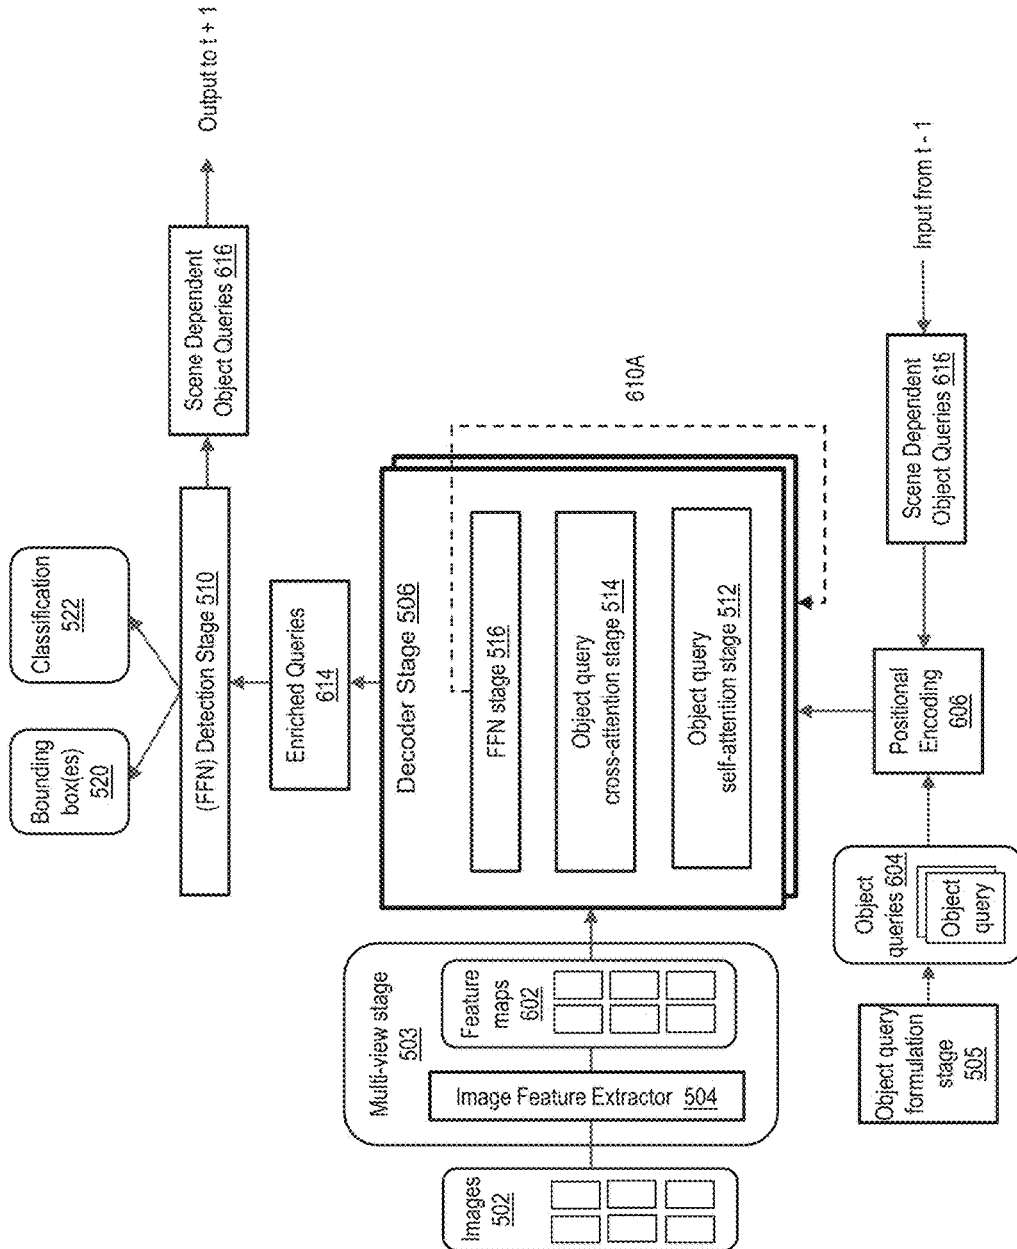 Images
502
Multi-view stage
503
Image Feature Extractor 504
Feature
maps
602
Bounding
box(es)
520
Classification
522
(FFN) Detection Stage 510
Scene Dependent
Object Queries 616
Output to t + 1
Enriched Queries
614
Decoder Stage 506
FFN stage 516
Object query
cross-attention stage 514
Object query
self-attention stage 512
610A
Object query
formulation
stage
505
Object
queries 604
Object
query
Positional
Encoding
606
Scene Dependent
Object Queries 616
Input from t - 1